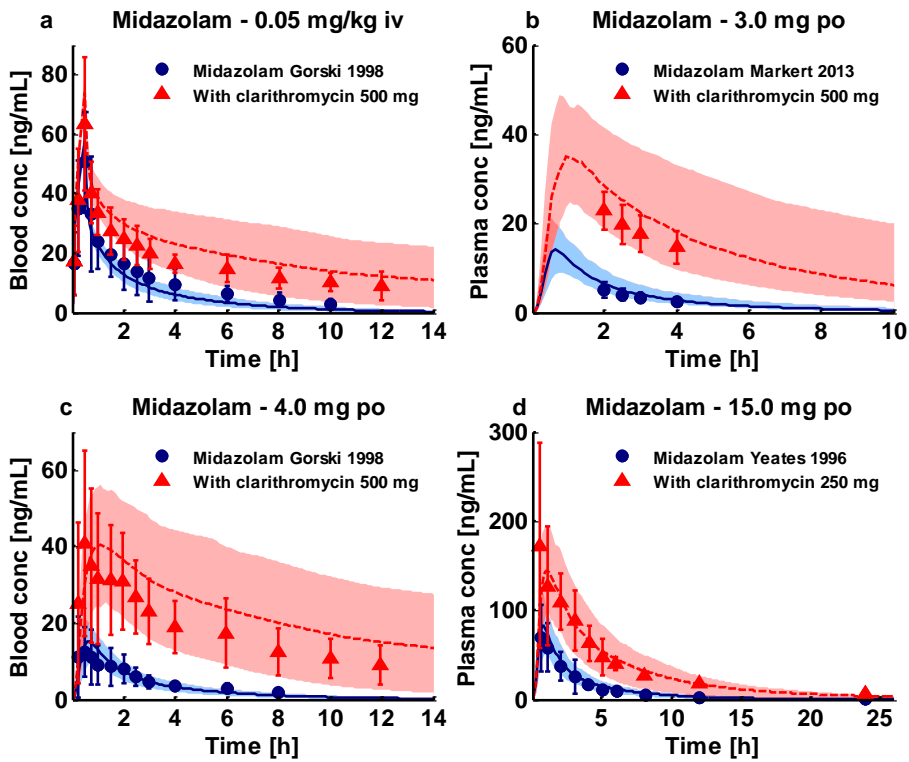 a Midazolam - 0.05 mg/kg iv
80
60
40
20
0
Blood conc [ng/mL]
Midazolam Gorski 1998
With clarithromycin 500 mg
2 4 6 8 10 12 14
Time [h]
b Midazolam - 3.0 mg po
60
40
20
0
Plasma conc [ng/mL]
Midazolam Markert 2013
With clarithromycin 500 mg
2 4 6 8 10
Time [h]
c Midazolam - 4.0 mg po
60
40
20
0
Blood conc [ng/mL]
Midazolam Gorski 1998
With clarithromycin 500 mg
2 4 6 8 10 12 14
Time [h]
d Midazolam - 15.0 mg po
300
200
100
0
Plasma conc [ng/mL]
Midazolam Yeates 1996
With clarithromycin 250 mg
5 10 15 20 25
Time [h]